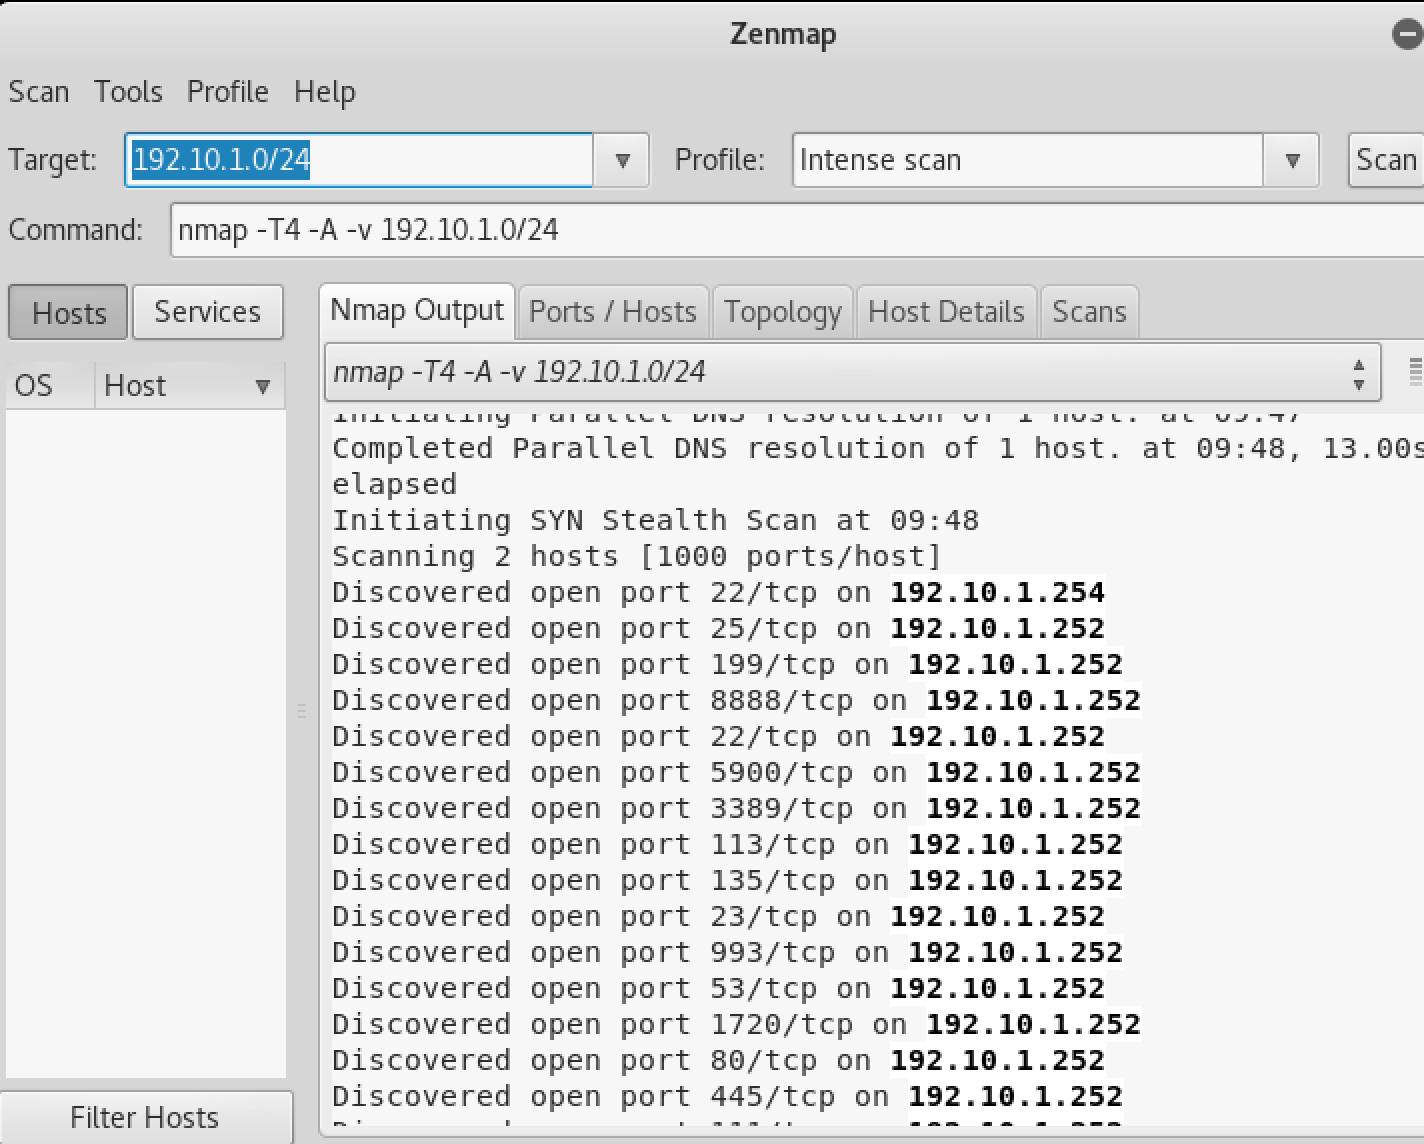 Zenmap
Scan Tools Profile Help
Target: 192.10.1.0/24 Profile: Intense scan Scan
Command: nmap -T4 -A -v 192.10.1.0/24
Hosts Services
Nmap Output Ports / Hosts Topology Host Details Scans
OS Host
nmap -T4 -A -v 192.10.1.0/24
Initiating Parallel DNS resolution of 1 host. at 09:47
Completed Parallel DNS resolution of 1 host. at 09:48, 13.00s
elapsed
Initiating SYN Stealth Scan at 09:48
Scanning 2 hosts [1000 ports/host]
Discovered open port 22/tcp on 192.10.1.254
Discovered open port 25/tcp on 192.10.1.252
Discovered open port 199/tcp on 192.10.1.252
Discovered open port 8888/tcp on 192.10.1.252
Discovered open port 22/tcp on 192.10.1.252
Discovered open port 5900/tcp on 192.10.1.252
Discovered open port 3389/tcp on 192.10.1.252
Discovered open port 113/tcp on 192.10.1.252
Discovered open port 135/tcp on 192.10.1.252
Discovered open port 23/tcp on 192.10.1.252
Discovered open port 993/tcp on 192.10.1.252
Discovered open port 53/tcp on 192.10.1.252
Discovered open port 1720/tcp on 192.10.1.252
Discovered open port 80/tcp on 192.10.1.252
Discovered open port 445/tcp on 192.10.1.252
Filter Hosts